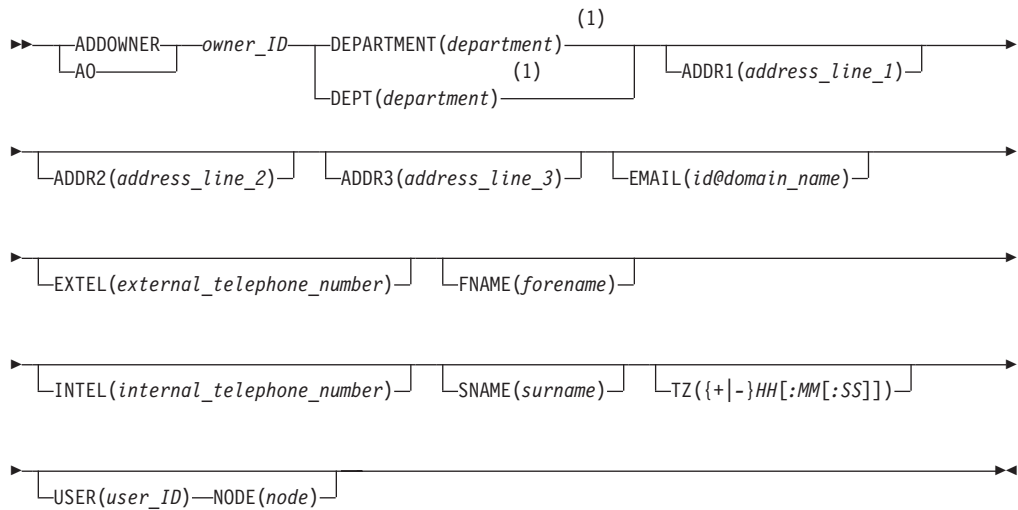 (1)
ADDOWNER owner_ID DEPARTMENT(department)
AO (1) ADDR1(address_line_1)
DEPT(department)
ADDR2(address_line_2) ADDR3(address_line_3) EMAIL(id@domain_name)
EXTEL(external_telephone_number) FNAME(forename)
INTEL(internal_telephone_number) SNAME(surname) TZ({+|-}HH[:MM[:SS]])
USER(user_ID) NODE(node)